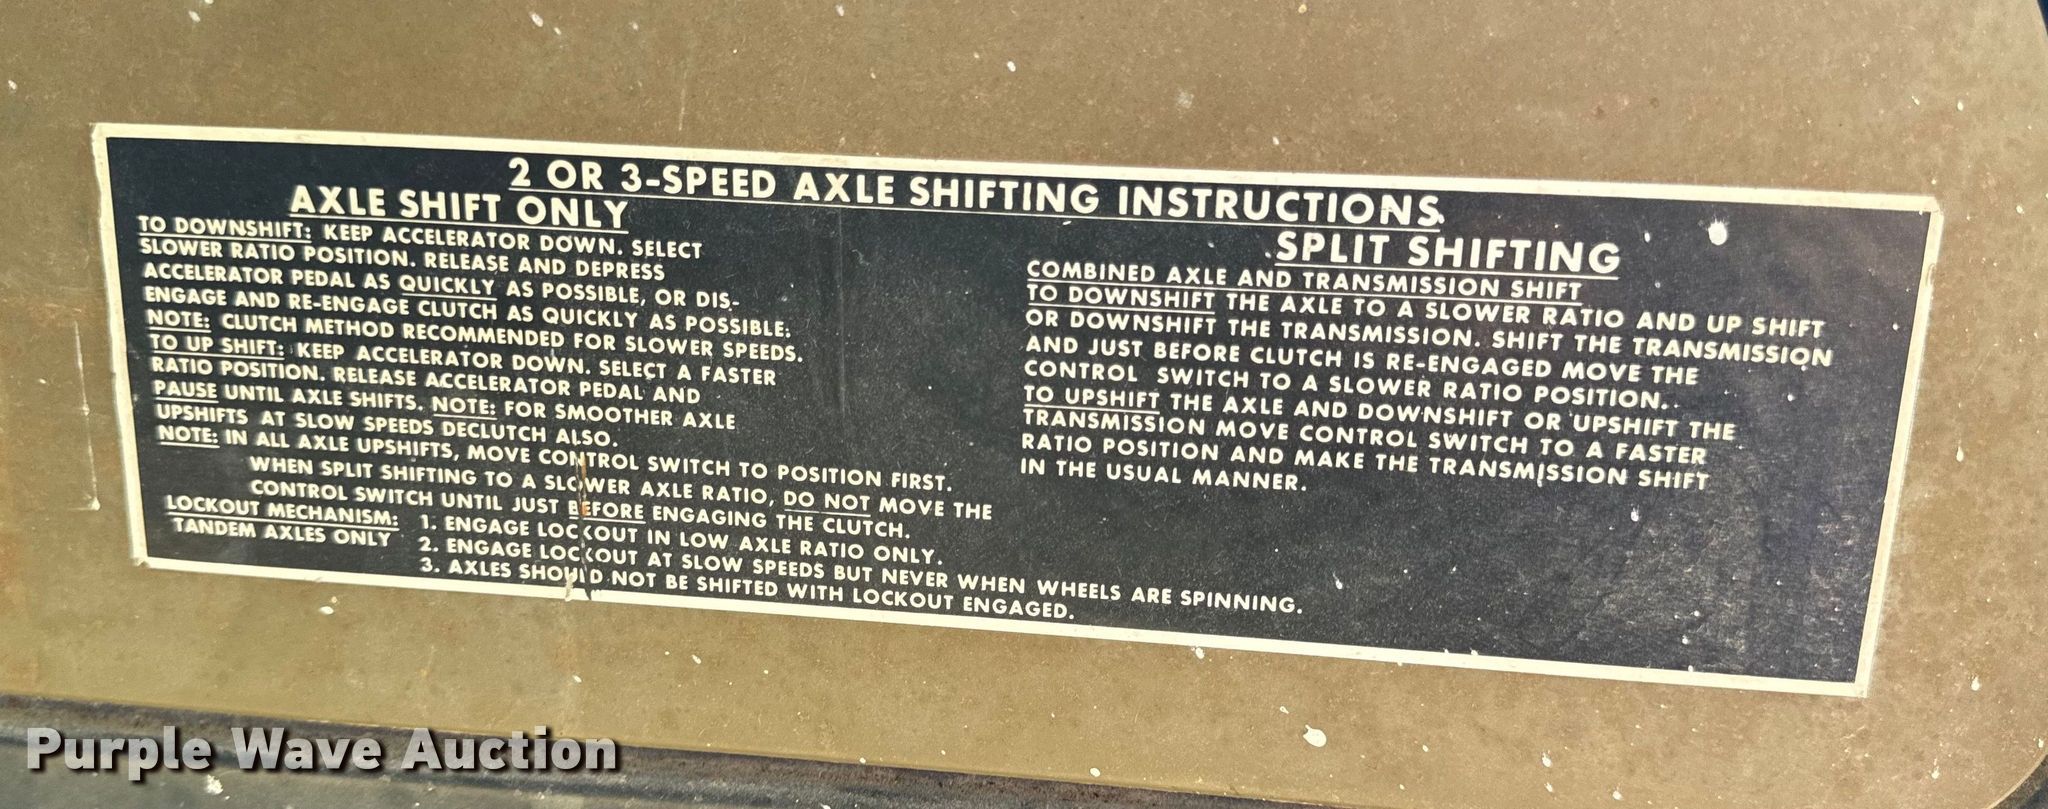 2 OR 3-SPEED AXLE SHIFTING INSTRUCTIONS
AXLE SHIFT ONLY
TO DOWNSHIFT: KEEP ACCELERATOR DOWN. SELECT
SLOWER RATIO POSITION. RELEASE AND DEPRESS
ACCELERATOR PEDAL AS QUICKLY AS POSSIBLE, OR DIS-
ENGAGE AND RE-ENGAGE CLUTCH AS QUICKLY AS POSSIBLE.
NOTE: CLUTCH METHOD RECOMMENDED FOR SLOWER SPEEDS.
TO UP SHIFT: KEEP ACCELERATOR DOWN. SELECT A FASTER
RATIO POSITION. RELEASE ACCELERATOR PEDAL AND
PAUSE UNTIL AXLE SHIFTS. NOTE: FOR SMOOTHER AXLE
UPSHIFTS AT SLOW SPEEDS DECLUTCH ALSO.
NOTE: IN ALL AXLE UPSHIFTS, MOVE CONTROL SWITCH TO POSITION FIRST.
WHEN SPLIT SHIFTING TO A SLOWER AXLE RATIO, DO NOT MOVE THE
CONTROL SWITCH UNTIL JUST BEFORE ENGAGING THE CLUTCH.
LOCKOUT MECHANISM: 1. ENGAGE LOCKOUT IN LOW AXLE RATIO ONLY.
TANDEM AXLES ONLY 2. ENGAGE LOCKOUT AT SLOW SPEEDS BUT NEVER WHEN WHEELS ARE SPINNING.
3. AXLES SHOULD NOT BE SHIFTED WITH LOCKOUT ENGAGED.
SPLIT SHIFTING
COMBINED AXLE AND TRANSMISSION SHIFT
TO DOWNSHIFT THE AXLE TO A SLOWER RATIO AND UP SHIFT
OR DOWNSHIFT THE TRANSMISSION. SHIFT THE TRANSMISSION
AND JUST BEFORE CLUTCH IS RE-ENGAGED MOVE THE
CONTROL SWITCH TO A SLOWER RATIO POSITION.
TO UPSHIFT THE AXLE AND DOWNSHIFT OR UPSHIFT THE
TRANSMISSION MOVE CONTROL SWITCH TO A FASTER
RATIO POSITION AND MAKE THE TRANSMISSION SHIFT
IN THE USUAL MANNER.
Purple Wave Auction